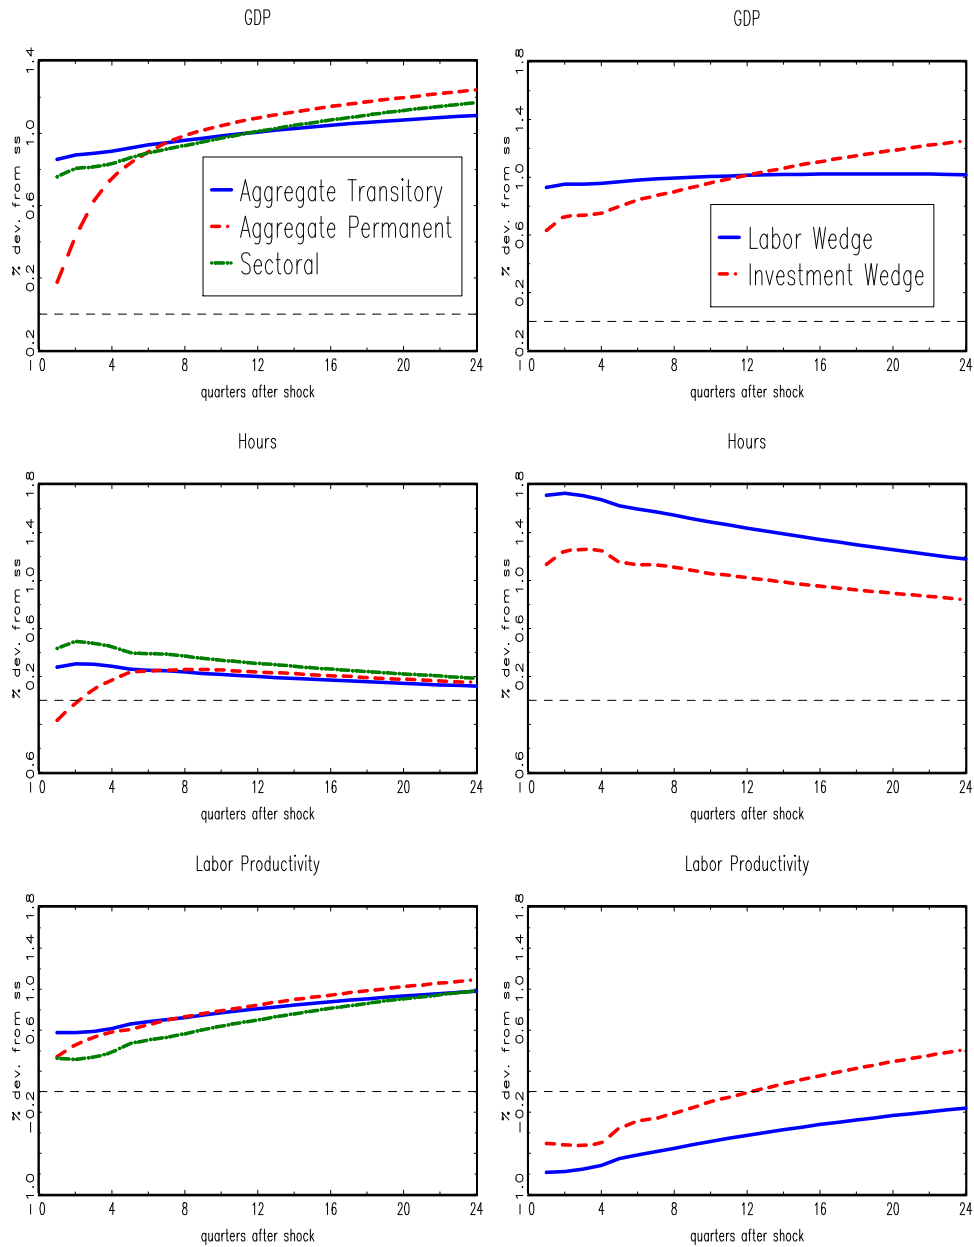 GDP
% dev. from ss
-0.2 0.2 0.6 1.0 1.4
Aggregate Transitory
Aggregate Permanent
Sectoral
0 4 8 12 16 20 24
quarters after shock
GDP
% dev. from ss
-0.2 0.2 0.6 1.0 1.4 1.8
Labor Wedge
Investment Wedge
0 4 8 12 16 20 24
quarters after shock
Hours
% dev. from ss
-0.6 0.2 0.6 1.0 1.4 1.8
0 4 8 12 16 20 24
quarters after shock
Hours
% dev. from ss
-0.6 0.2 0.6 1.0 1.4 1.8
0 4 8 12 16 20 24
quarters after shock
Labor Productivity
% dev. from ss
-1.0 -0.2 0.6 1.0 1.4 1.8
0 4 8 12 16 20 24
quarters after shock
Labor Productivity
% dev. from ss
-1.0 -0.2 0.6 1.0 1.4 1.8
0 4 8 12 16 20 24
quarters after shock